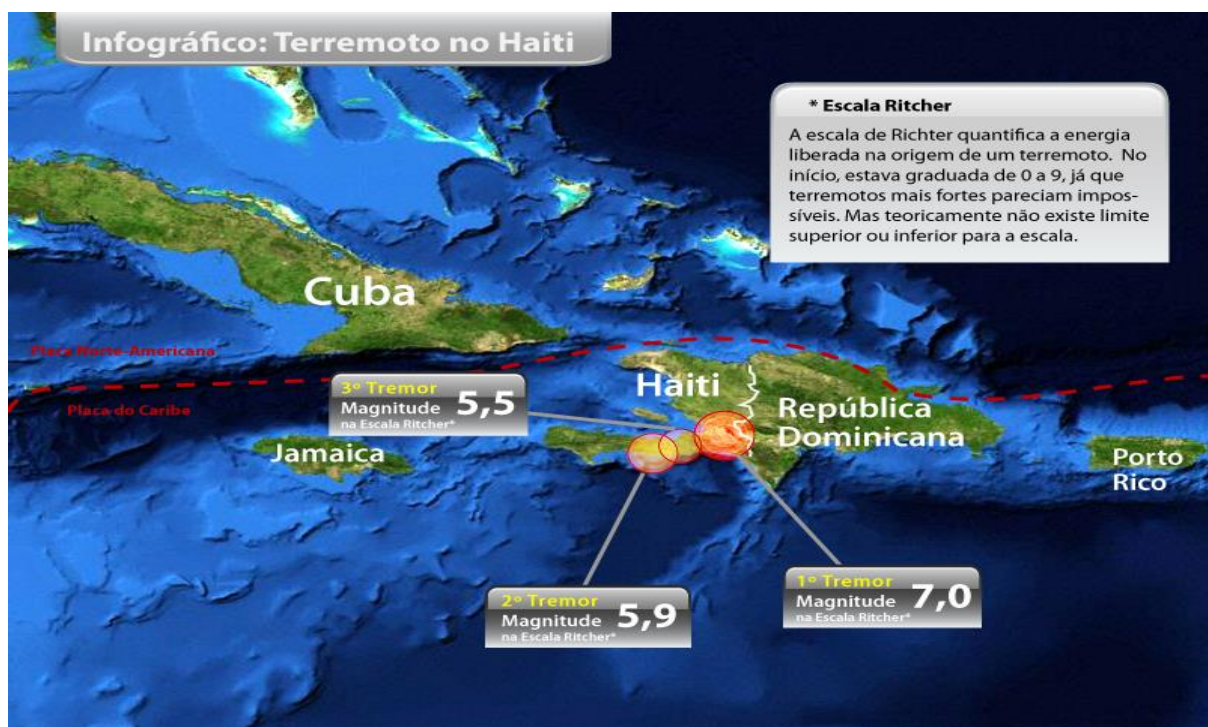 Infográfico: Terremoto no Haiti
* Escala Ritcher
A escala de Richter quantifica a energia
liberada na origem de um terremoto. No
início, estava graduada de 0 a 9, já que
terremotos mais fortes pareciam impos-
síveis. Mas teoricamente não existe limite
superior ou inferior para a escala.
Cuba
Placa Norte-Americana
Placa do Caribe
3º Tremor
Magnitude 5,5
na Escala Ritcher*
Haiti
República
Dominicana
Jamaica
Porto
Rico
2º Tremor
Magnitude 5,9
na Escala Ritcher*
1º Tremor
Magnitude 7,0
na Escala Ritcher*